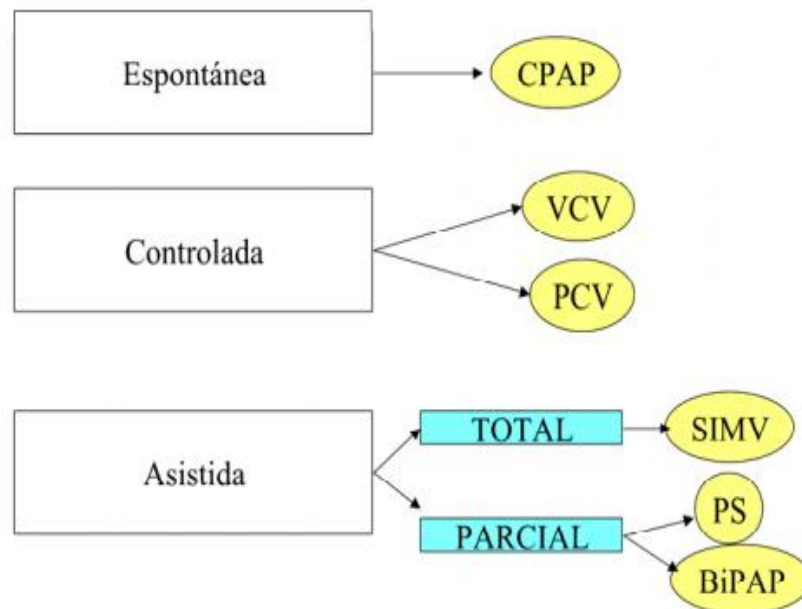 Espontánea
CPAP
Controlada
VCV
PCV
Asistida
TOTAL
SIMV
PARCIAL
PS
BiPAP